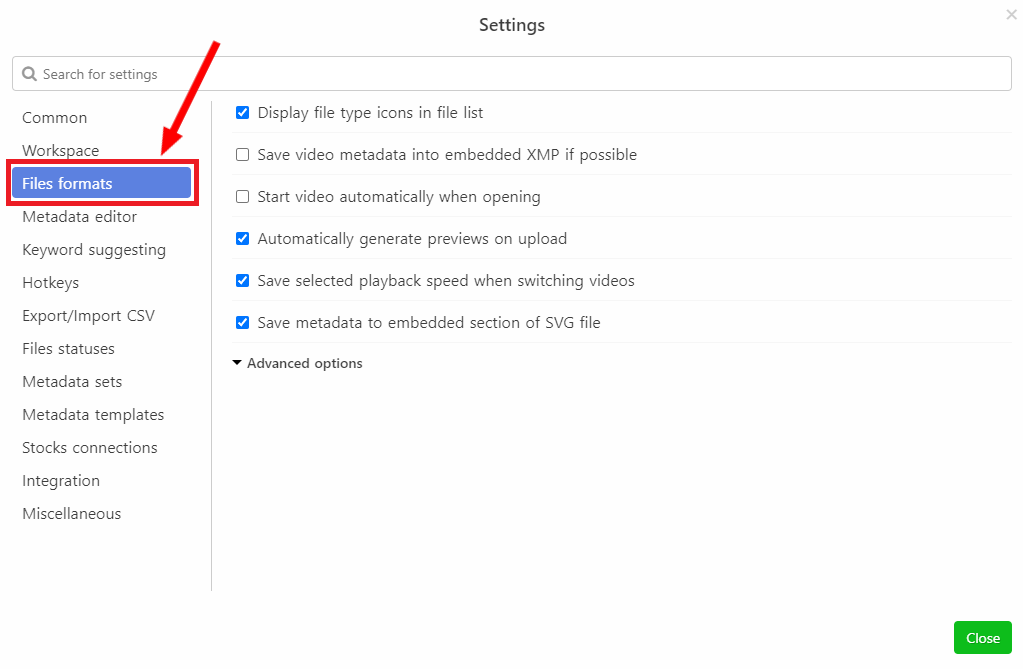 Settings
Search for settings
Common
Workspace
Files formats
Metadata editor
Keyword suggesting
Hotkeys
Export/Import CSV
Files statuses
Metadata sets
Metadata templates
Stocks connections
Integration
Miscellaneous
Display file type icons in file list
Save video metadata into embedded XMP if possible
Start video automatically when opening
Automatically generate previews on upload
Save selected playback speed when switching videos
Save metadata to embedded section of SVG file
Advanced options
Close